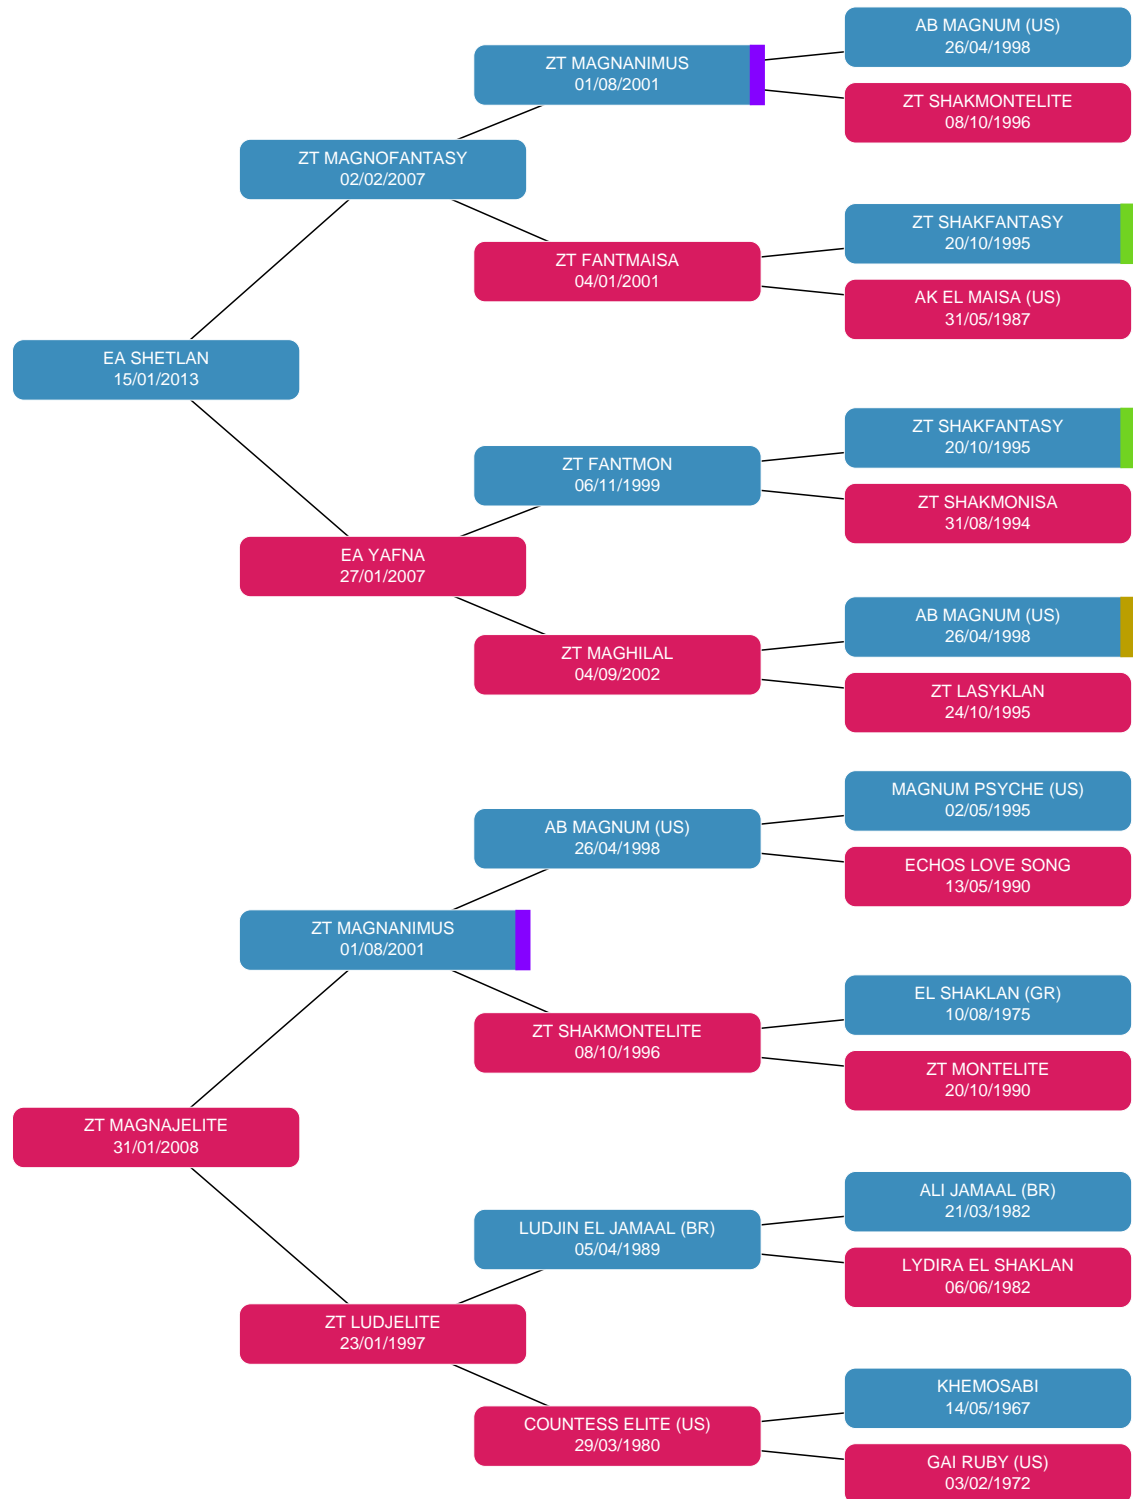 AB MAGNUM (US)
26/04/1998
ZT MAGNANIMUS
01/08/2001
ZT SHAKMONTELITE
08/10/1996
ZT MAGNOFANTASY
02/02/2007
ZT SHAKFANTASY
20/10/1995
ZT FANTMAISA
04/01/2001
AK EL MAISA (US)
31/05/1987
EA SHETLAN
15/01/2013
ZT SHAKFANTASY
20/10/1995
ZT FANTMON
06/11/1999
ZT SHAKMONISA
31/08/1994
EA YAFNA
27/01/2007
AB MAGNUM (US)
26/04/1998
ZT MAGHILAL
04/09/2002
ZT LASYKLAN
24/10/1995
MAGNUM PSYCHE (US)
02/05/1995
AB MAGNUM (US)
26/04/1998
ECHOS LOVE SONG
13/05/1990
ZT MAGNANIMUS
01/08/2001
EL SHAKLAN (GR)
10/08/1975
ZT SHAKMONTELITE
08/10/1996
ZT MONTELITE
20/10/1990
ZT MAGNAJELITE
31/01/2008
ALI JAMAAL (BR)
21/03/1982
LUDJIN EL JAMAAL (BR)
05/04/1989
LYDIRA EL SHAKLAN
06/06/1982
ZT LUDJELITE
23/01/1997
KHEMOSABI
14/05/1967
COUNTESS ELITE (US)
29/03/1980
GAI RUBY (US)
03/02/1972